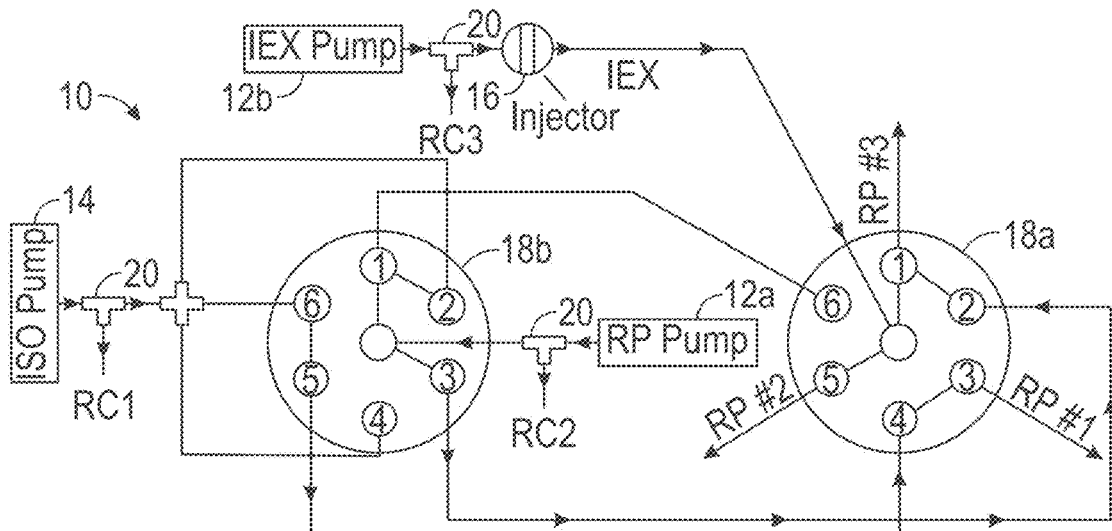 IEX Pump
20
12b
16
Injector
IEX
RC3
10
14
ISO Pump
20
RC1
18b
1
2
3
4
5
6
20
12a
RP Pump
RC2
RP #3
18a
1
2
3
4
5
6
RP #2
RP #1